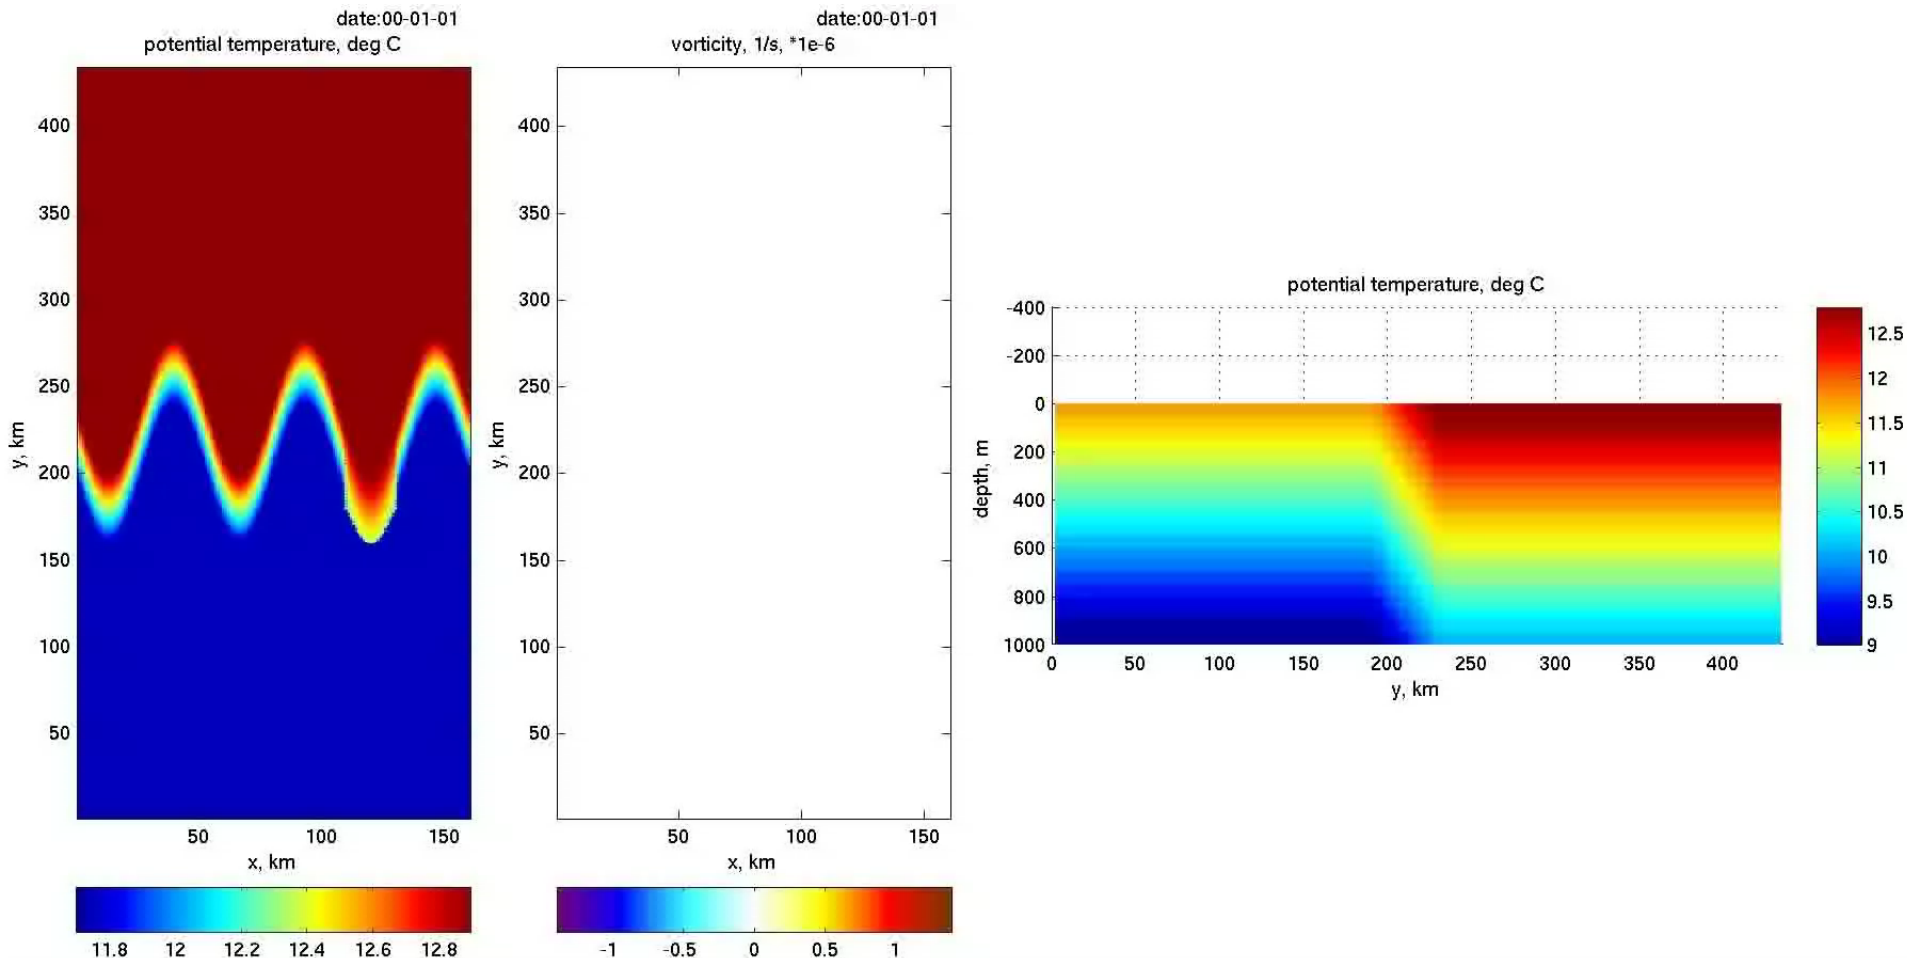 date:00-01-01
potential temperature, deg C
400
350
300
250
200
150
100
50
y, km
50 100 150
x, km
11.8 12 12.2 12.4 12.6 12.8
date:00-01-01
vorticity, 1/s, *1e-6
400
350
300
250
200
150
100
50
y, km
50 100 150
x, km
-1 -0.5 0 0.5 1
potential temperature, deg C
-400
-200
0
200
400
600
800
1000
depth, m
0 50 100 150 200 250 300 350 400
y, km
12.5
12
11.5
11
10.5
10
9.5
9